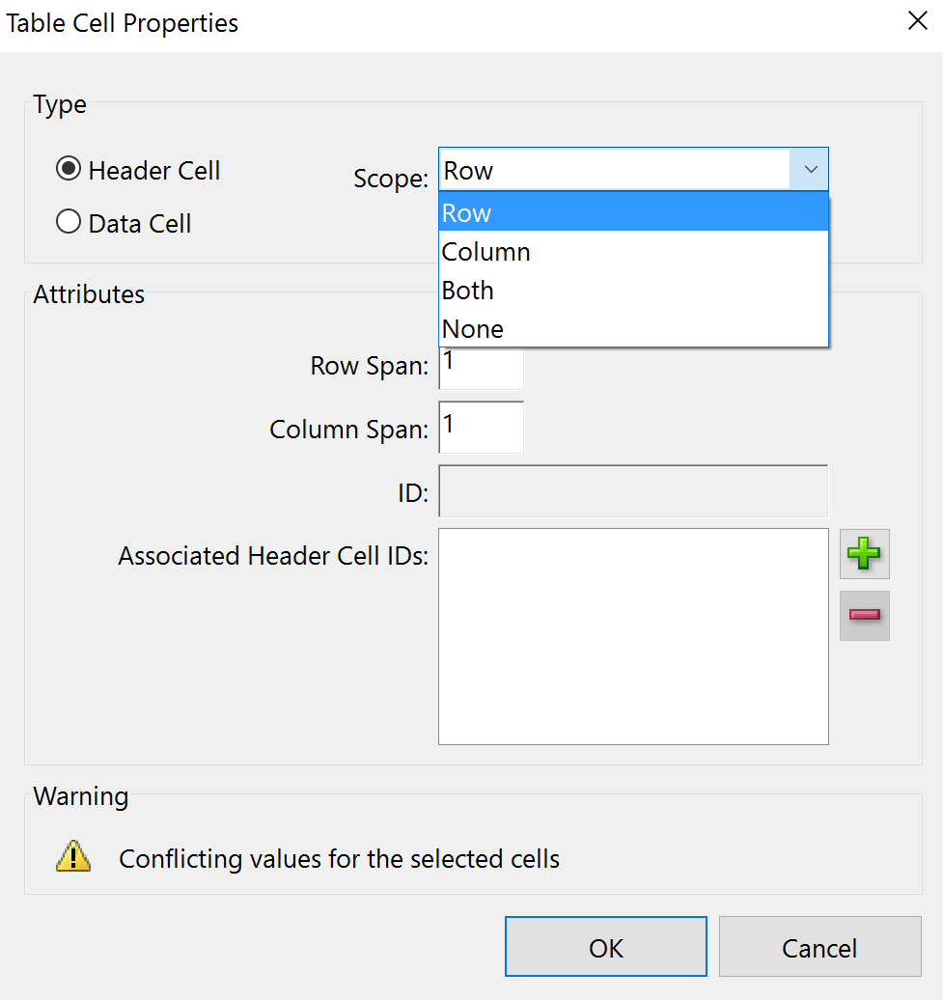 Table Cell Properties
Type
Header Cell
Scope:
Row
Data Cell
Row
Column
Both
None
Attributes
Row Span:
1
Column Span:
1
ID:
Associated Header Cell IDs:
Warning
Conflicting values for the selected cells
OK
Cancel